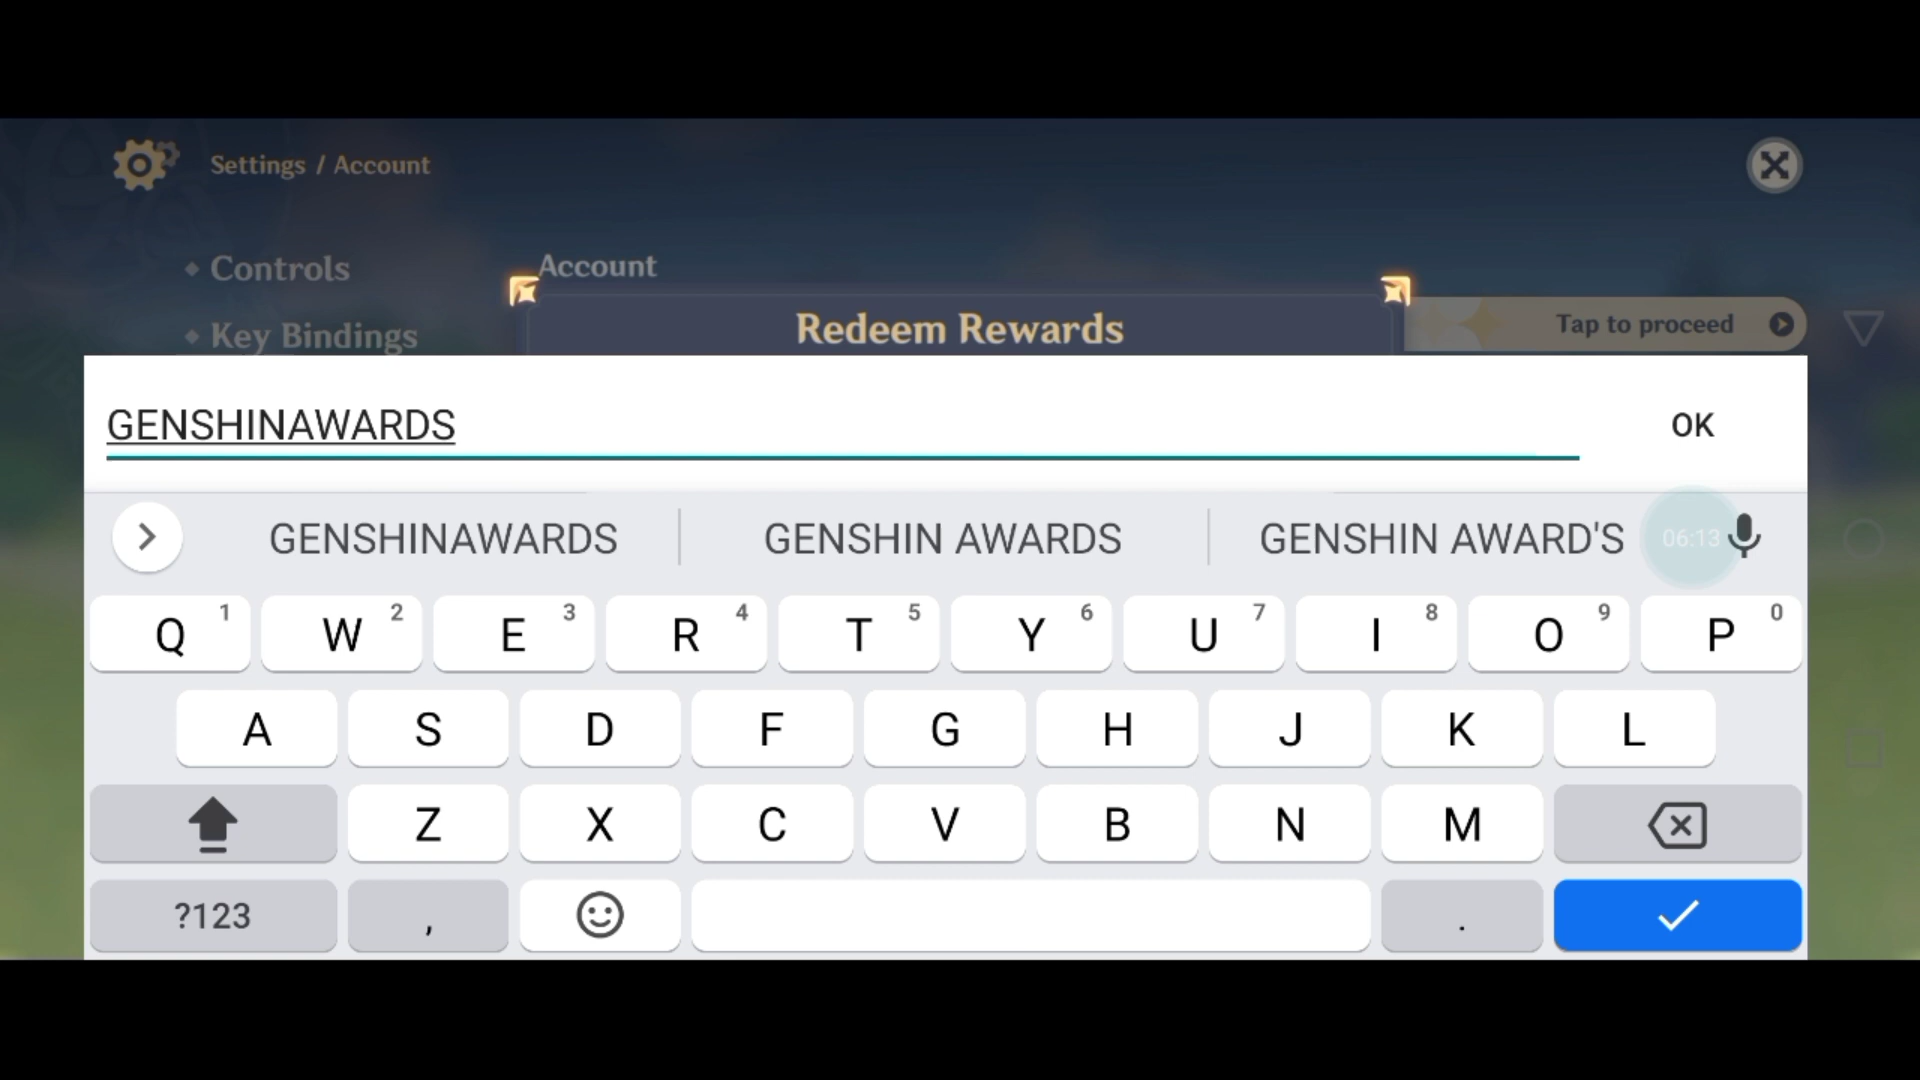 Settings / Account
Controls
Account
Key Bindings
Redeem Rewards
Tap to proceed
GENSHINAWARDS
OK
GENSHINAWARDS
GENSHIN AWARDS
GENSHIN AWARD'S
06:13
Q 1 W 2 E 3 R 4 T 5 Y 6 U 7 I 8 O 9 P 0
A S D F G H J K L
Z X C V B N M
?123 , .